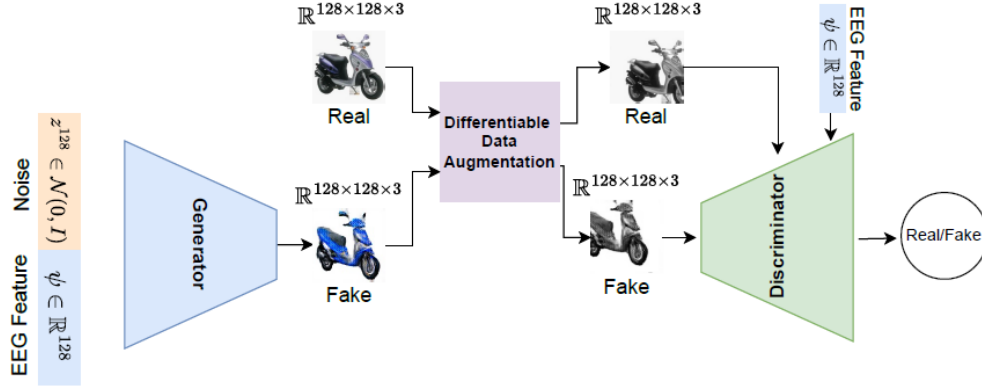 ℝ^128×128×3
Real
ℝ^128×128×3
Real
EEG Feature
ψ ∈ ℝ^128
Differentiable
Data
Augmentation
Noise
z^128 ∈ 𝒩(0, I)
EEG Feature
ψ ∈ ℝ^128
Generator
ℝ^128×128×3
Fake
ℝ^128×128×3
Fake
Discriminator
Real/Fake